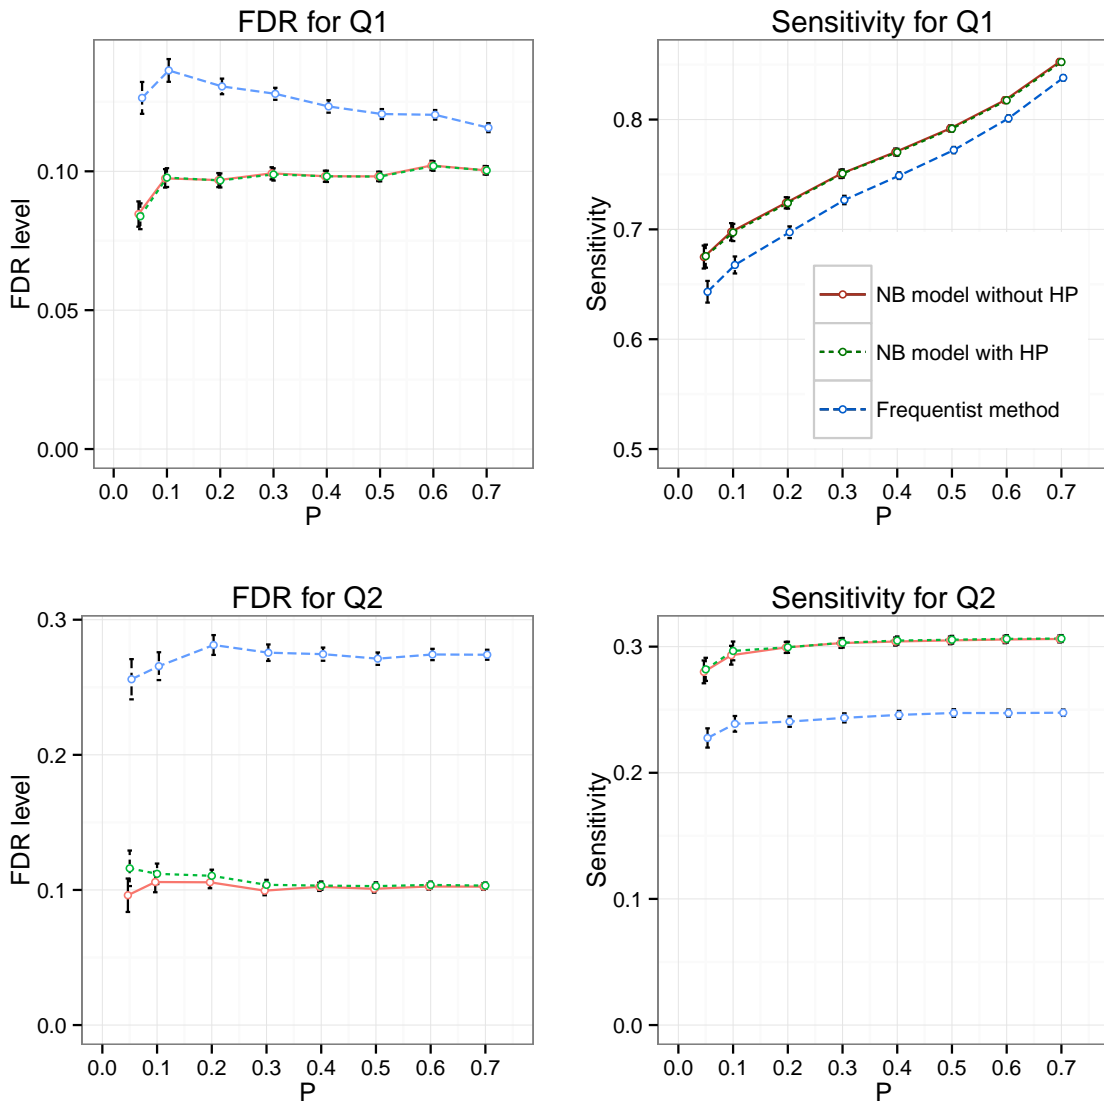 FDR for Q1
FDR level
0.10
0.05
0.00
0.0 0.1 0.2 0.3 0.4 0.5 0.6 0.7
P
Sensitivity for Q1
Sensitivity
0.8
0.7
0.6
0.5
NB model without HP
NB model with HP
Frequentist method
0.0 0.1 0.2 0.3 0.4 0.5 0.6 0.7
P
FDR for Q2
FDR level
0.3
0.2
0.1
0.0
0.0 0.1 0.2 0.3 0.4 0.5 0.6 0.7
P
Sensitivity for Q2
Sensitivity
0.3
0.2
0.1
0.0
0.0 0.1 0.2 0.3 0.4 0.5 0.6 0.7
P